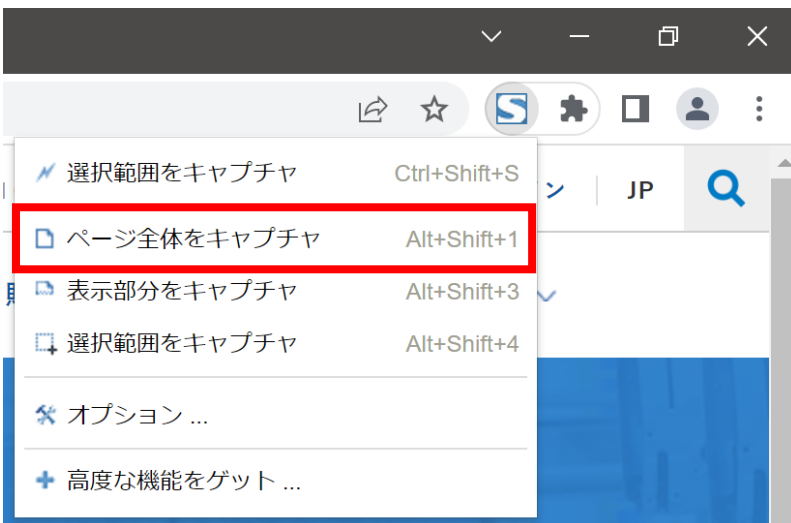 選択範囲をキャプチャ Ctrl+Shift+S
ン JP
ページ全体をキャプチャ Alt+Shift+1
表示部分をキャプチャ Alt+Shift+3
選択範囲をキャプチャ Alt+Shift+4
オプション ...
高度な機能をゲット ...